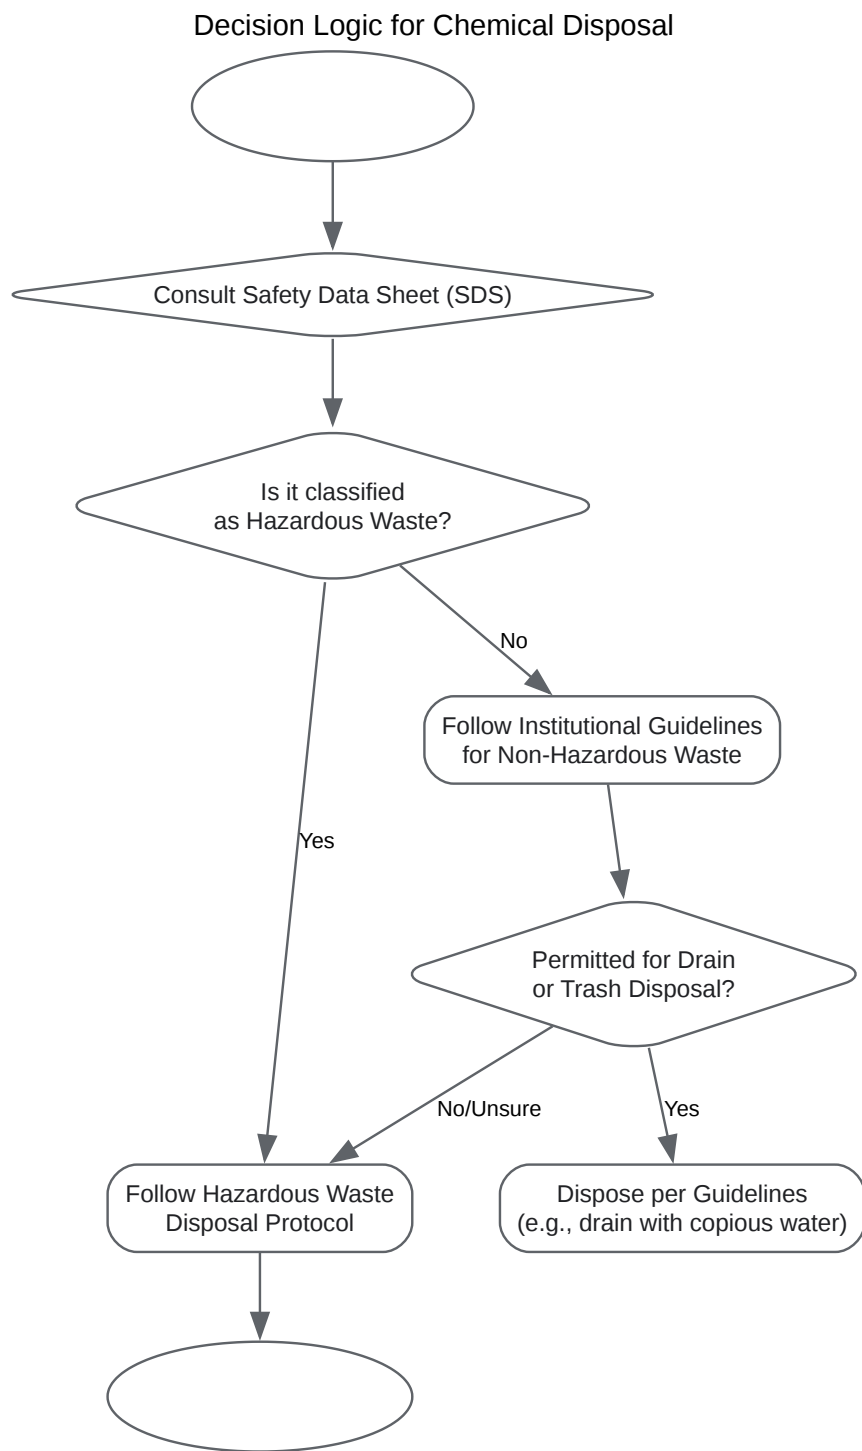 Decision Logic for Chemical Disposal
Consult Safety Data Sheet (SDS)
Is it classified
as Hazardous Waste?
No
Follow Institutional Guidelines
for Non-Hazardous Waste
Yes
Permitted for Drain
or Trash Disposal?
No/Unsure
Yes
Follow Hazardous Waste
Disposal Protocol
Dispose per Guidelines
(e.g., drain with copious water)